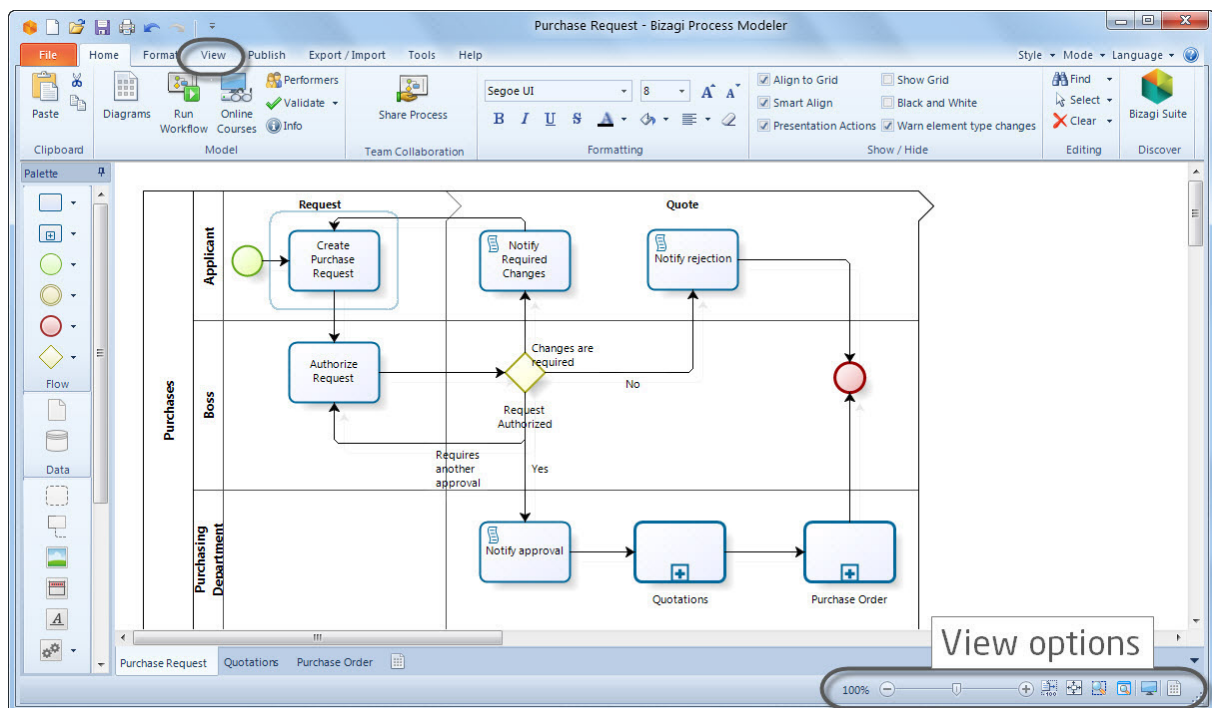 Purchase Request - Bizagi Process Modeler
File Home Format View Publish Export / Import Tools Help Style Mode Language
Paste
Clipboard
Diagrams
Run Workflow
Online Courses
Performers
Validate
Info
Model
Share Process
Team Collaboration
Segoe UI 8 A A
B I U S A
Formatting
Align to Grid
Show Grid
Smart Align
Black and White
Presentation Actions
Warn element type changes
Show / Hide
Find
Select
Clear
Editing
Bizagi Suite
Discover
Palette
Flow
Data
A
Purchases
Request
Quote
Applicant
Create
Purchase
Request
Notify
Required
Changes
Notify rejection
Boss
Authorize
Request
Changes are
required
No
Request
Authorized
Requires
another
approval
Yes
Purchasing
Department
Notify approval
Quotations
Purchase Order
View options
Purchase Request Quotations Purchase Order
100%